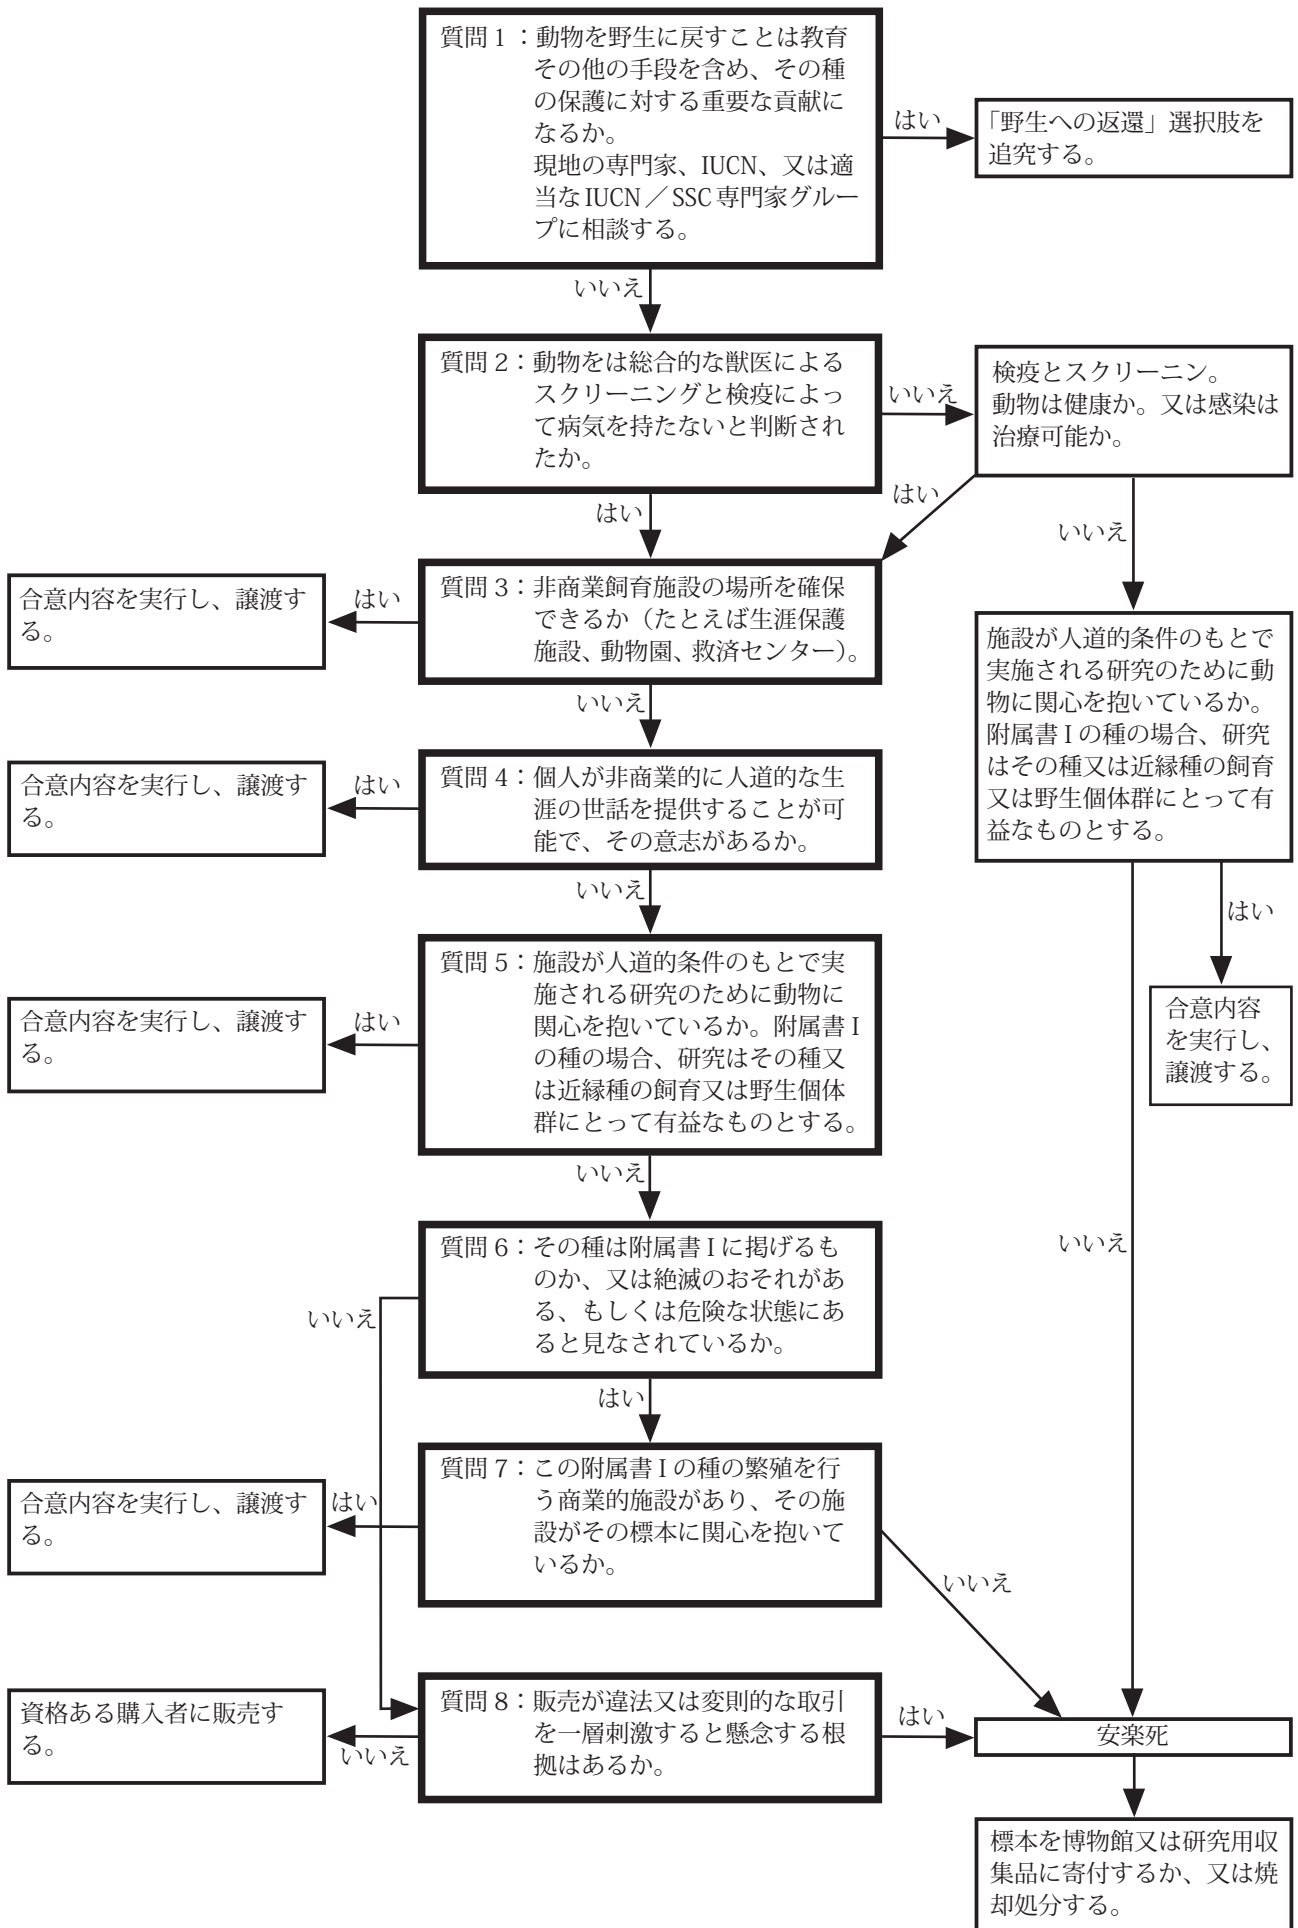 質問 1 ：動物を野生に戻すことは教育
その他の手段を含め、その種
の保護に対する重要な貢献に
なるか。
現地の専門家、IUCN、又は適
当な IUCN／SSC 専門家グルー
プに相談する。
はい
「野生への返還」選択肢を
追究する。
いいえ
質問 2：動物をは総合的な獣医による
スクリーニングと検疫によっ
て病気を持たないと判断され
たか。
いいえ
検疫とスクリーニン。
動物は健康か。又は感染は
治療可能か。
はい
はい
いいえ
質問 3：非商業飼育施設の場所を確保
できるか（たとえば生涯保護
施設、動物園、救済センター）。
はい
合意内容を実行し、譲渡す
る。
施設が人道的条件のもとで
実施される研究のために動
物に関心を抱いているか。
附属書 I の種の場合、研究
はその種又は近縁種の飼育
又は野生個体群にとって有
益なものとする。
いいえ
質問 4：個人が非商業的に人道的な生
涯の世話を提供することが可
能で、その意志があるか。
はい
合意内容を実行し、譲渡す
る。
いいえ
はい
合意内容
を実行し、
譲渡する。
質問 5：施設が人道的条件のもとで実
施される研究のために動物に
関心を抱いているか。附属書 I
の種の場合、研究はその種又
は近縁種の飼育又は野生個体
群にとって有益なものとする。
はい
合意内容を実行し、譲渡す
る。
いいえ
いいえ
質問 6：その種は附属書 I に掲げるも
のか、又は絶滅のおそれがあ
る、もしくは危険な状態にあ
ると見なされているか。
いいえ
はい
質問 7：この附属書 I の種の繁殖を行
う商業的施設があり、その施
設がその標本に関心を抱いて
いるか。
はい
合意内容を実行し、譲渡す
る。
いいえ
質問 8：販売が違法又は変則的な取引
を一層刺激すると懸念する根
拠はあるか。
いいえ
資格ある購入者に販売す
る。
はい
安楽死
標本を博物館又は研究用収
集品に寄付するか、又は焼
却処分する。